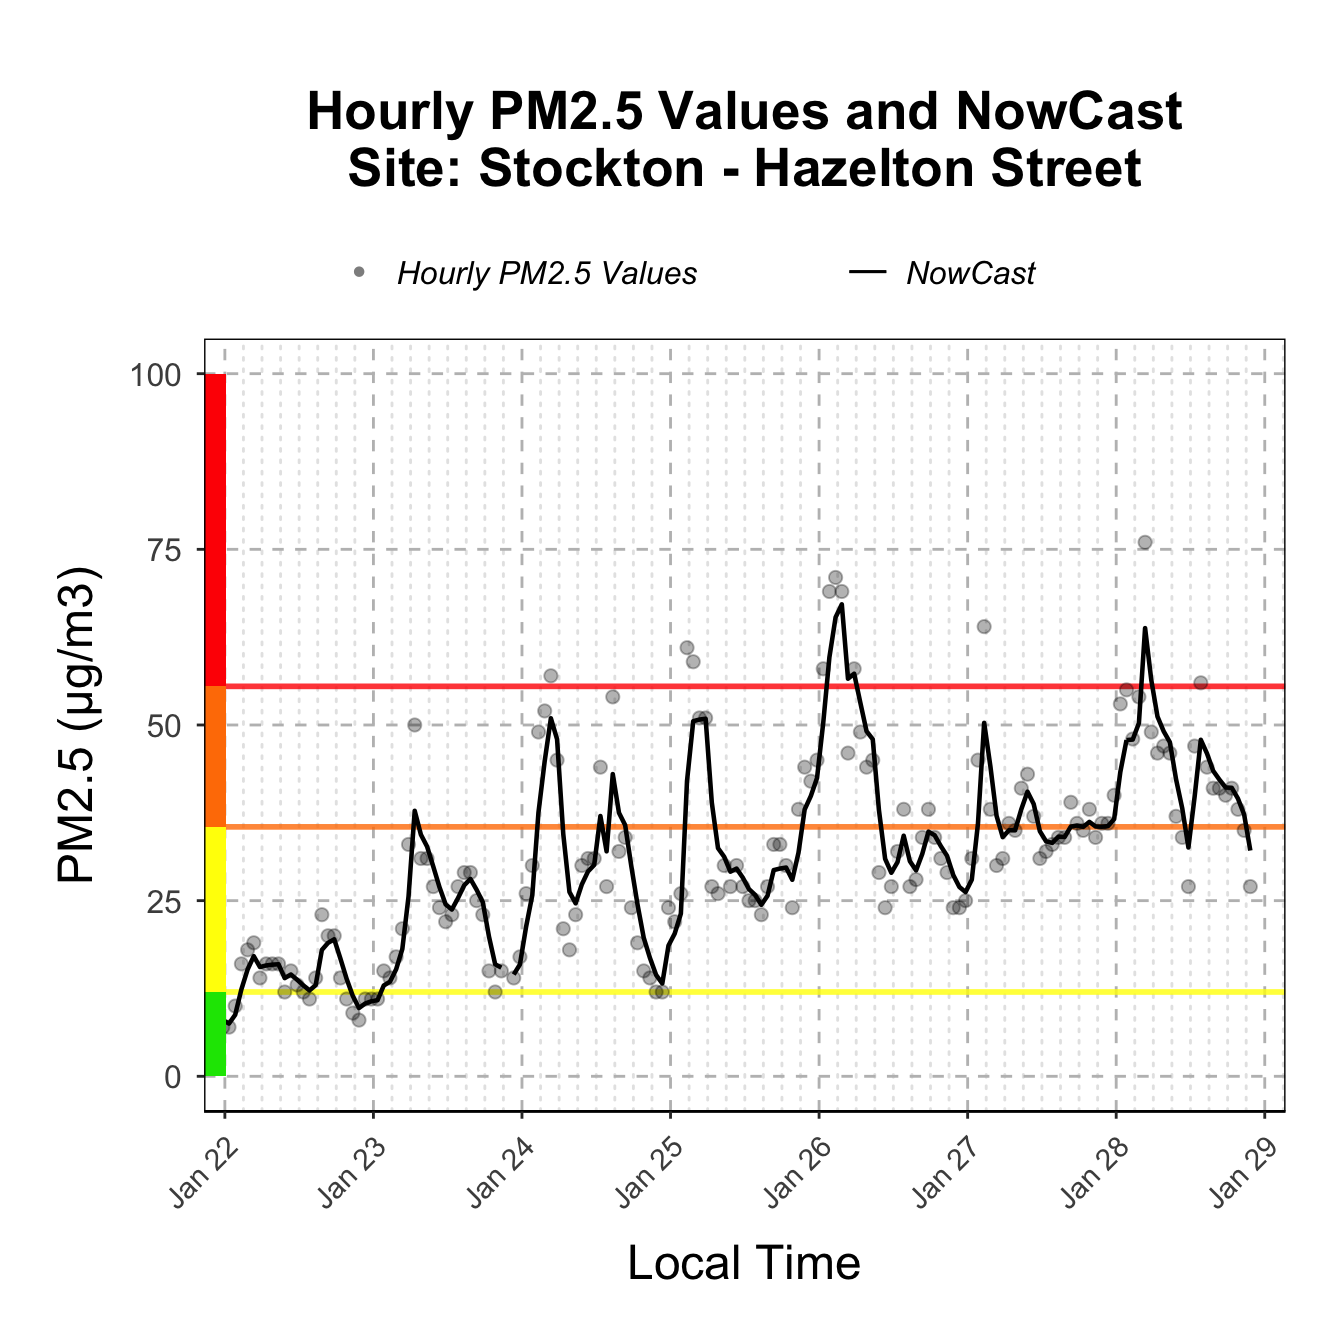 Hourly PM2.5 Values and NowCast
Site: Stockton - Hazelton Street
Hourly PM2.5 Values NowCast
100
75
50
25
0
PM2.5 (µg/m3)
Jan 22 Jan 23 Jan 24 Jan 25 Jan 26 Jan 27 Jan 28 Jan 29
Local Time